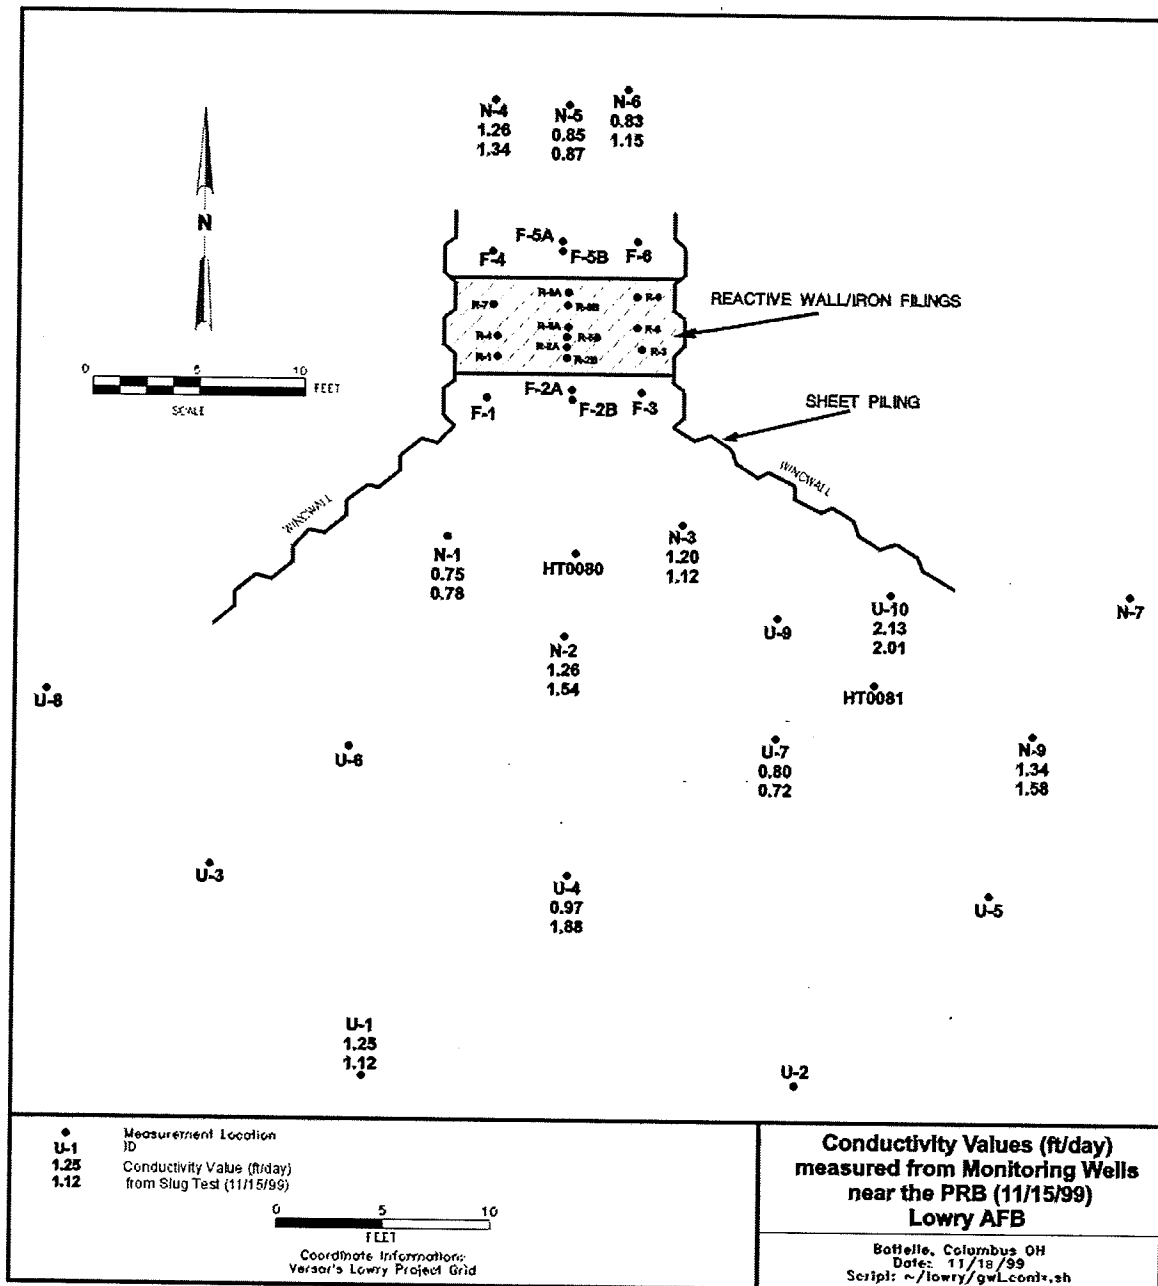 N-4
1.26
1.34
N-5
0.85
0.87
N-6
0.83
1.15
N
0 5 10
FEET
SCALE
F-4
F-5A
F-5B
F-6
R-7
R-4
R-1
R-5B
R-2A
R-2B
R-3
REACTIVE WALL/IRON FILINGS
F-1
F-2A
F-2B
F-3
SHEET PILING
WINGWALL
WINGWALL
N-1
0.75
0.78
HT0080
N-3
1.20
1.12
N-2
1.26
1.54
U-9
U-10
2.13
2.01
N-7
HT0081
U-8
U-6
U-7
0.80
0.72
N-9
1.34
1.58
U-3
U-4
0.97
1.88
U-5
U-1
1.25
1.12
U-2
Measurement Location
U-1 ID
1.25 Conductivity Value (ft/day)
1.12 from Slug Test (11/15/99)
0 5 10
FEET
Coordinate Information:
Versar's Lowry Project Grid
Conductivity Values (ft/day)
measured from Monitoring Wells
near the PRB (11/15/99)
Lowry AFB
Battelle, Columbus OH
Date: 11/18/99